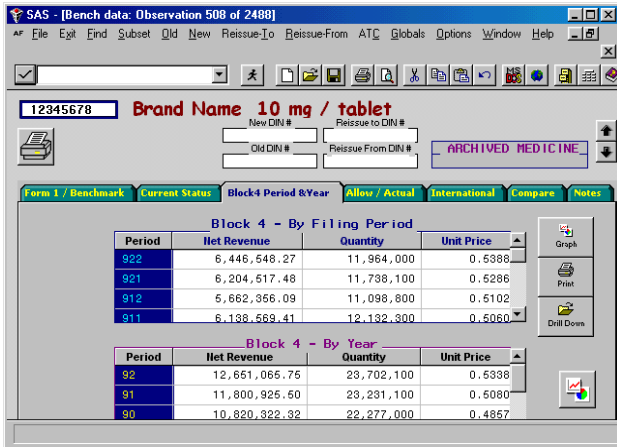 SAS - [Bench data: Observation 508 of 2488]
AF File Exit Find Subset Old New Reissue-To Reissue-From ATC Globals Options Window Help
12345678 Brand Name 10 mg / tablet
New DIN # Reissue to DIN #
Old DIN # Reissue From DIN # ARCHIVED MEDICINE
Form 1 / Benchmark Current Status Block4 Period &Year Allow / Actual International Compare Notes
Block 4 - By Filing Period
Period Net Revenue Quantity Unit Price
922 6,446,548.27 11,964,000 0.5388
921 6,204,517.48 11,738,100 0.5286
912 5,662,356.09 11,098,800 0.5102
911 6,138,569.41 12,132,300 0.5060
Graph
Print
Drill Down
Block 4 - By Year
Period Net Revenue Quantity Unit Price
92 12,651,065.75 23,702,100 0.5338
91 11,800,925.50 23,231,100 0.5080
90 10,820,322.32 22,277,000 0.4857